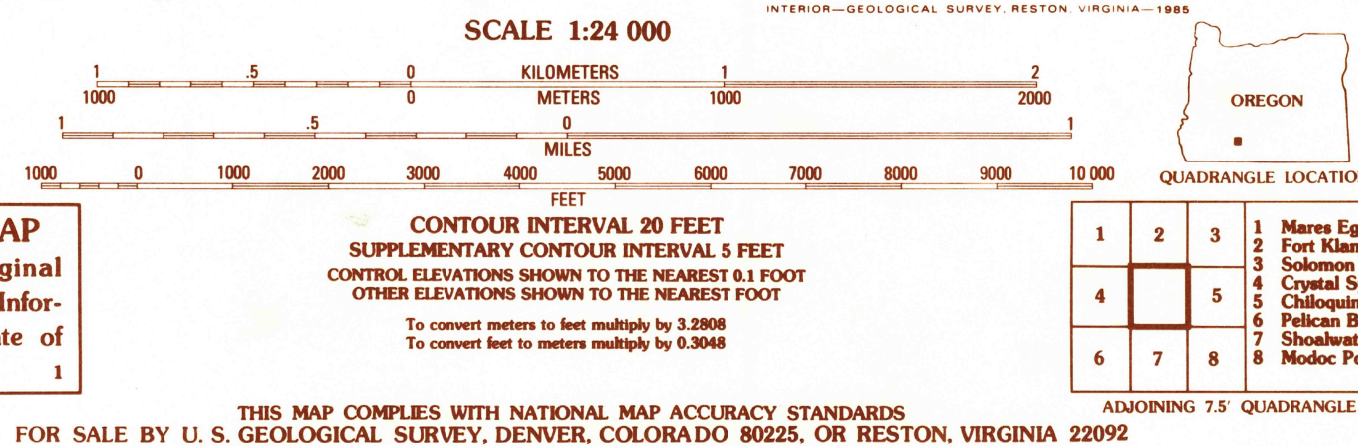 INTERIOR—GEOLOGICAL SURVEY, RESTON, VIRGINIA—1985
SCALE 1:24 000
1 .5 0 KILOMETERS 1 2
1000 0 METERS 1000 2000
1 .5 0 1
MILES
1000 0 1000 2000 3000 4000 5000 6000 7000 8000 9000 10 000
FEET
OREGON
QUADRANGLE LOCATIO
AP
ginal
Infor-
te of
1
CONTOUR INTERVAL 20 FEET
SUPPLEMENTARY CONTOUR INTERVAL 5 FEET
CONTROL ELEVATIONS SHOWN TO THE NEAREST 0.1 FOOT
OTHER ELEVATIONS SHOWN TO THE NEAREST FOOT
To convert meters to feet multiply by 3.2808
To convert feet to meters multiply by 0.3048
1 2 3
4 5
6 7 8
1 Mares Eg
2 Fort Klam
3 Solomon
4 Crystal S
5 Chiloquin
6 Pelican B
7 Shoalwat
8 Modoc Po
ADJOINING 7.5' QUADRANGLE
THIS MAP COMPLIES WITH NATIONAL MAP ACCURACY STANDARDS
FOR SALE BY U. S. GEOLOGICAL SURVEY, DENVER, COLORADO 80225, OR RESTON, VIRGINIA 22092